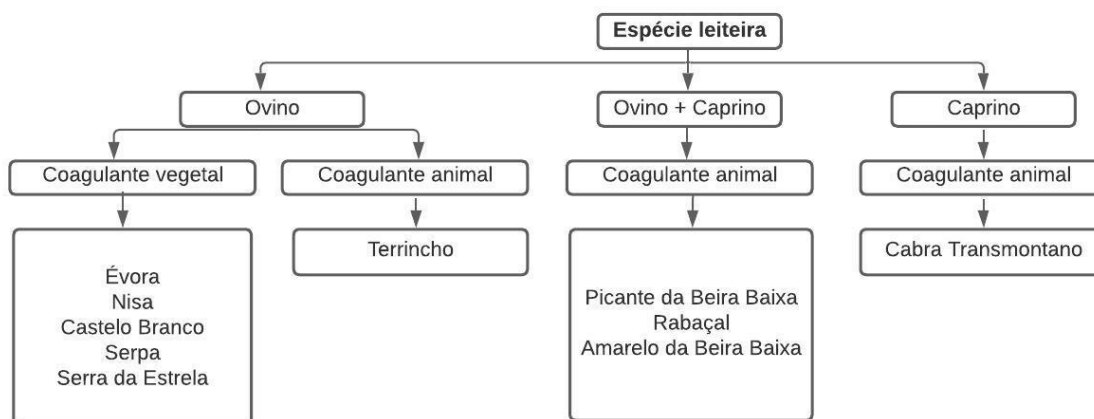 Espécie leiteira
Ovino
Ovino + Caprino
Caprino
Coagulante vegetal
Coagulante animal
Coagulante animal
Coagulante animal
Évora
Nisa
Castelo Branco
Serpa
Serra da Estrela
Terrincho
Picante da Beira Baixa
Rabaçal
Amarelo da Beira Baixa
Cabra Transmontano